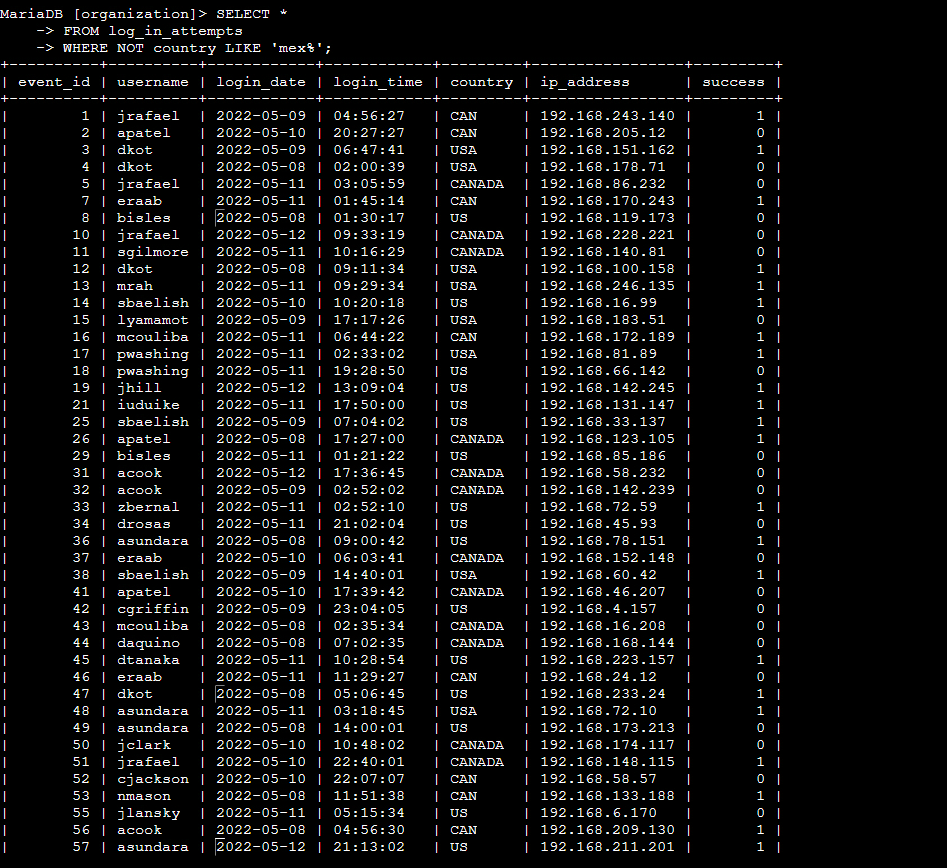 MariaDB [organization]> SELECT *
    -> FROM log_in_attempts
    -> WHERE NOT country LIKE 'mex%';
+----------+----------+------------+------------+---------+-----------------+---------+
| event_id | username | login_date | login_time | country | ip_address      | success |
+----------+----------+------------+------------+---------+-----------------+---------+
|        1 | jrafael  | 2022-05-09 | 04:56:27   | CAN     | 192.168.243.140 |       1 |
|        2 | apatel   | 2022-05-10 | 20:27:27   | CAN     | 192.168.205.12  |       0 |
|        3 | dkot     | 2022-05-09 | 06:47:41   | USA     | 192.168.151.162 |       1 |
|        4 | dkot     | 2022-05-08 | 02:00:39   | USA     | 192.168.178.71  |       0 |
|        5 | jrafael  | 2022-05-11 | 03:05:59   | CANADA  | 192.168.86.232  |       0 |
|        7 | eraab    | 2022-05-11 | 01:45:14   | CAN     | 192.168.170.243 |       1 |
|        8 | bisles   | 2022-05-08 | 01:30:17   | US      | 192.168.119.173 |       0 |
|       10 | jrafael  | 2022-05-12 | 09:33:19   | CANADA  | 192.168.228.221 |       0 |
|       11 | sgilmore | 2022-05-11 | 10:16:29   | CANADA  | 192.168.140.81  |       0 |
|       12 | dkot     | 2022-05-08 | 09:11:34   | USA     | 192.168.100.158 |       1 |
|       13 | mrah     | 2022-05-11 | 09:29:34   | USA     | 192.168.246.135 |       1 |
|       14 | sbaelish | 2022-05-10 | 10:20:18   | US      | 192.168.16.99   |       1 |
|       15 | lyamamot | 2022-05-09 | 17:17:26   | USA     | 192.168.183.51  |       0 |
|       16 | mcouliba | 2022-05-11 | 06:44:22   | CAN     | 192.168.172.189 |       1 |
|       17 | pwashing | 2022-05-11 | 02:33:02   | USA     | 192.168.81.89   |       1 |
|       18 | pwashing | 2022-05-11 | 19:28:50   | US      | 192.168.66.142  |       0 |
|       19 | jhill    | 2022-05-12 | 13:09:04   | US      | 192.168.142.245 |       1 |
|       21 | iuduike  | 2022-05-11 | 17:50:00   | US      | 192.168.131.147 |       1 |
|       25 | sbaelish | 2022-05-09 | 07:04:02   | US      | 192.168.33.137  |       1 |
|       26 | apatel   | 2022-05-08 | 17:27:00   | CANADA  | 192.168.123.105 |       1 |
|       29 | bisles   | 2022-05-11 | 01:21:22   | US      | 192.168.85.186  |       0 |
|       31 | acook    | 2022-05-12 | 17:36:45   | CANADA  | 192.168.58.232  |       0 |
|       32 | acook    | 2022-05-09 | 02:52:02   | CANADA  | 192.168.142.239 |       0 |
|       33 | zbernal  | 2022-05-11 | 02:52:10   | US      | 192.168.72.59   |       1 |
|       34 | drosas   | 2022-05-11 | 21:02:04   | US      | 192.168.45.93   |       0 |
|       36 | asundara | 2022-05-08 | 09:00:42   | US      | 192.168.78.151  |       1 |
|       37 | eraab    | 2022-05-10 | 06:03:41   | CANADA  | 192.168.152.148 |       0 |
|       38 | sbaelish | 2022-05-09 | 14:40:01   | USA     | 192.168.60.42   |       1 |
|       41 | apatel   | 2022-05-10 | 17:39:42   | CANADA  | 192.168.46.207  |       0 |
|       42 | cgriffin | 2022-05-09 | 23:04:05   | US      | 192.168.4.157   |       0 |
|       43 | mcouliba | 2022-05-08 | 02:35:34   | CANADA  | 192.168.16.208  |       0 |
|       44 | daquino  | 2022-05-08 | 07:02:35   | CANADA  | 192.168.168.144 |       0 |
|       45 | dtanaka  | 2022-05-11 | 10:28:54   | US      | 192.168.223.157 |       1 |
|       46 | eraab    | 2022-05-11 | 11:29:27   | CAN     | 192.168.24.12   |       0 |
|       47 | dkot     | 2022-05-08 | 05:06:45   | US      | 192.168.233.24  |       1 |
|       48 | asundara | 2022-05-11 | 03:18:45   | USA     | 192.168.72.10   |       1 |
|       49 | asundara | 2022-05-08 | 14:00:01   | US      | 192.168.173.213 |       0 |
|       50 | jclark   | 2022-05-10 | 10:48:02   | CANADA  | 192.168.174.117 |       0 |
|       51 | jrafael  | 2022-05-10 | 22:40:01   | CANADA  | 192.168.148.115 |       1 |
|       52 | cjackson | 2022-05-10 | 22:07:07   | CAN     | 192.168.58.57   |       0 |
|       53 | nmason   | 2022-05-08 | 11:51:38   | CAN     | 192.168.133.188 |       1 |
|       55 | jlansky  | 2022-05-11 | 05:15:34   | US      | 192.168.6.170   |       0 |
|       56 | acook    | 2022-05-08 | 04:56:30   | CAN     | 192.168.209.130 |       1 |
|       57 | asundara | 2022-05-12 | 21:13:02   | US      | 192.168.211.201 |       1 |